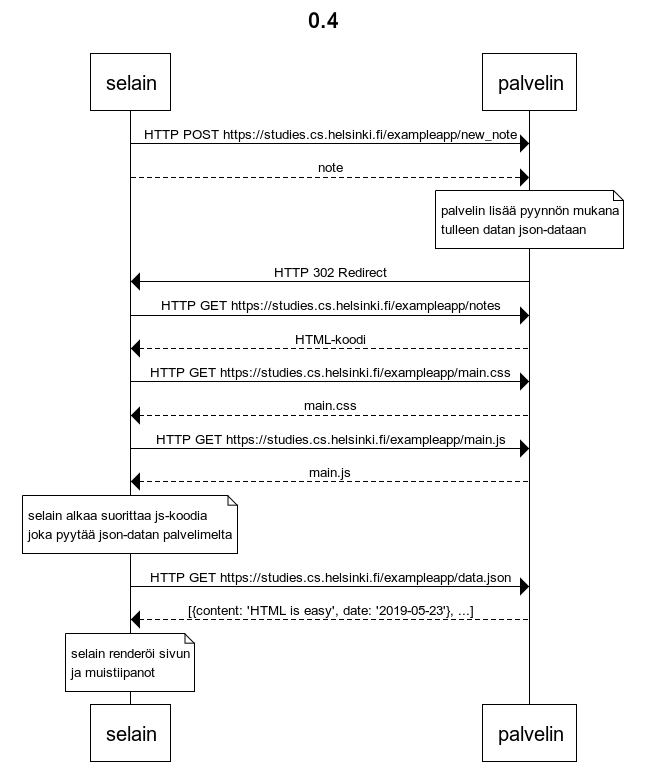 0.4
selain
palvelin
HTTP POST https://studies.cs.helsinki.fi/exampleapp/new_note
note
palvelin lisää pyynnön mukana
tulleen datan json-dataan
HTTP 302 Redirect
HTTP GET https://studies.cs.helsinki.fi/exampleapp/notes
HTML-koodi
HTTP GET https://studies.cs.helsinki.fi/exampleapp/main.css
main.css
HTTP GET https://studies.cs.helsinki.fi/exampleapp/main.js
main.js
selain alkaa suorittaa js-koodia
joka pyytää json-datan palvelimelta
HTTP GET https://studies.cs.helsinki.fi/exampleapp/data.json
[{content: 'HTML is easy', date: '2019-05-23'}, ...]
selain renderöi sivun
ja muistiipanot
selain
palvelin